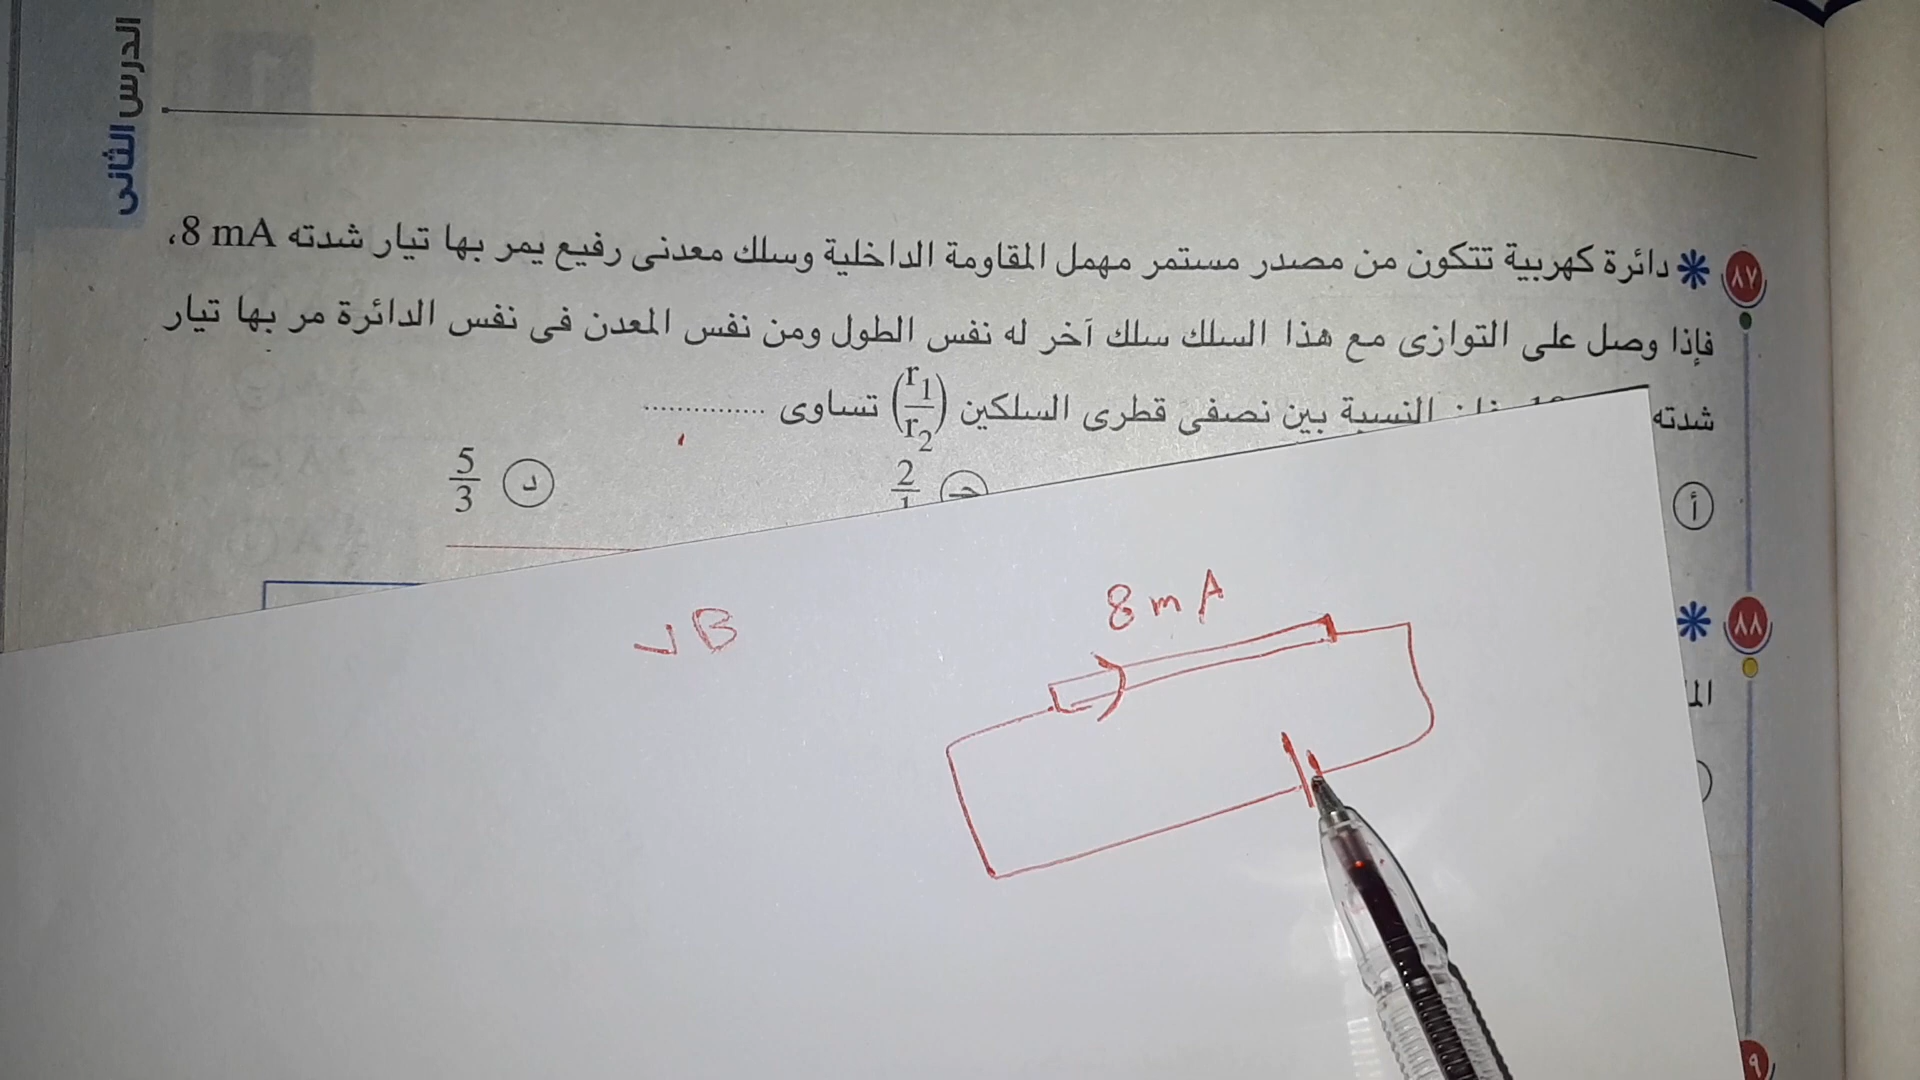 الدرس الثانى
٨٧ * دائرة كهربية تتكون من مصدر مستمر مهمل المقاومة الداخلية وسلك معدنى رفيع يمر بها تيار شدته 8 mA،
فإذا وصل على التوازى مع هذا السلك سلك آخر له نفس الطول ومن نفس المعدن فى نفس الدائرة مر بها تيار
شدته النسبة بين نصفى قطرى السلكين (r₁/r₂) تساوى ...............
أ
ج 2/1
د 5/3
8 mA
VB
٨٨ *
٩